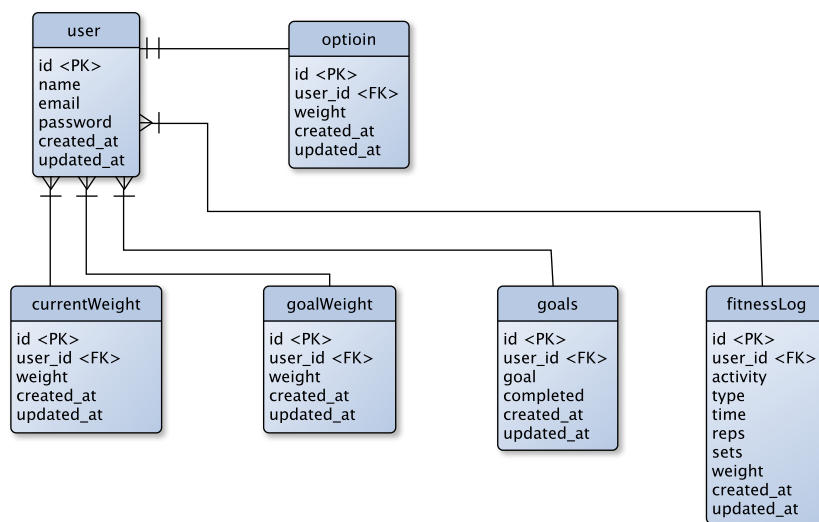 user
id <PK>
name
email
password
created_at
updated_at
optioin
id <PK>
user_id <FK>
weight
created_at
updated_at
currentWeight
id <PK>
user_id <FK>
weight
created_at
updated_at
goalWeight
id <PK>
user_id <FK>
weight
created_at
updated_at
goals
id <PK>
user_id <FK>
goal
completed
created_at
updated_at
fitnessLog
id <PK>
user_id <FK>
activity
type
time
reps
sets
weight
created_at
updated_at